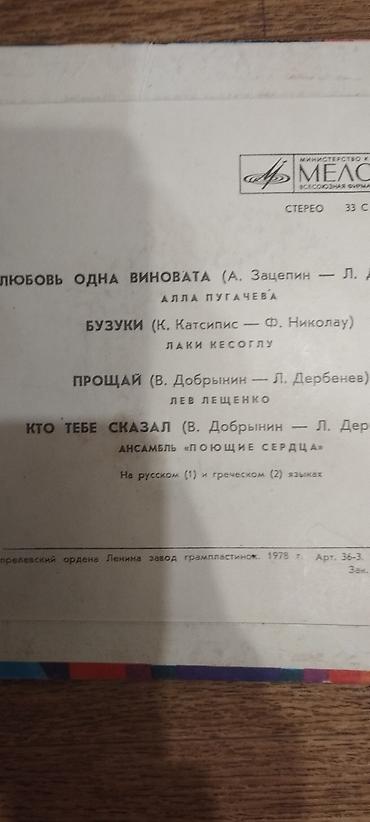 МИНИСТЕРСТВО К
МЕЛО
ВСЕСОЮЗНАЯ ФИРМА
СТЕРЕО 33 С
ЛЮБОВЬ ОДНА ВИНОВАТА (А. Зацепин — Л. Д
АЛЛА ПУГАЧЕВА
БУЗУКИ (К. Катсипис — Ф. Николау)
ЛАКИ КЕСОГЛУ
ПРОЩАЙ (В. Добрынин — Л. Дербенев)
ЛЕВ ЛЕЩЕНКО
КТО ТЕБЕ СКАЗАЛ (В. Добрынин — Л. Дер
АНСАМБЛЬ «ПОЮЩИЕ СЕРДЦА»
На русском (1) и греческом (2) языках
прелевский ордена Ленина завод грампластинок. 1978 г. Арт. 36-3.
Зак.